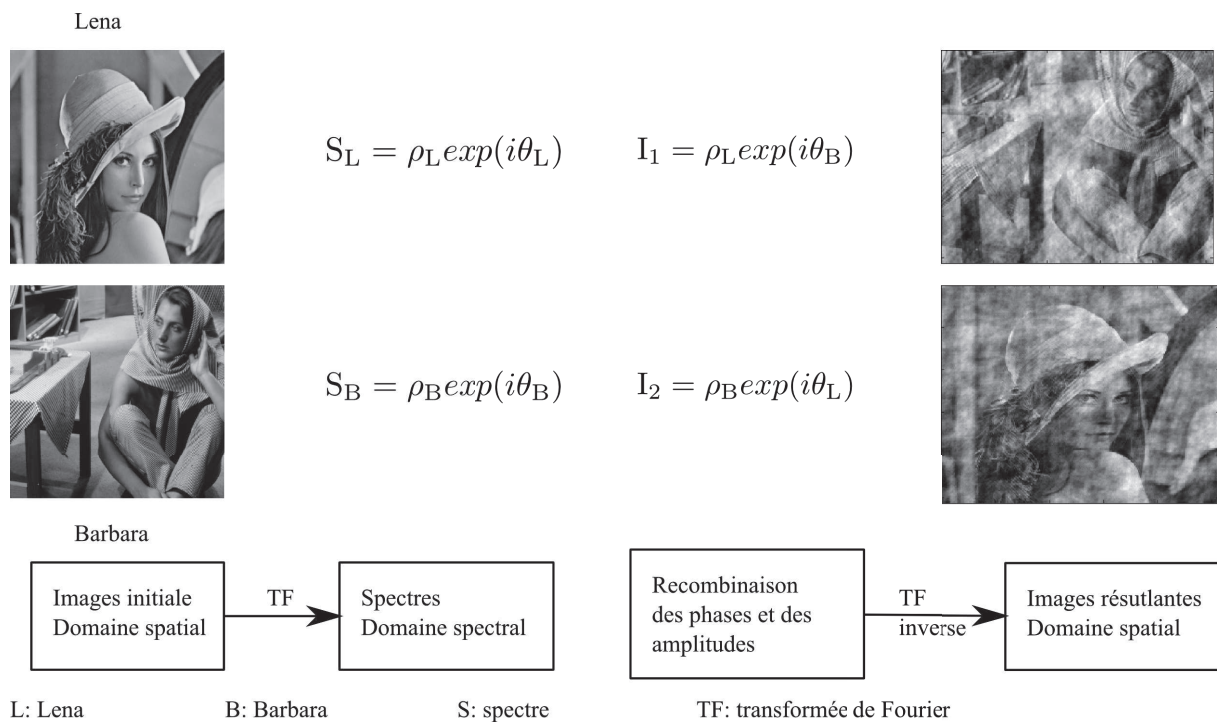 Lena
S_L = ρ_L exp(iθ_L)
I_1 = ρ_L exp(iθ_B)
S_B = ρ_B exp(iθ_B)
I_2 = ρ_B exp(iθ_L)
Barbara
Images initiale
Domaine spatial
TF
Spectres
Domaine spectral
Recombinaison
des phases et des
amplitudes
TF
inverse
Images résutlantes
Domaine spatial
L: Lena
B: Barbara
S: spectre
TF: transformée de Fourier